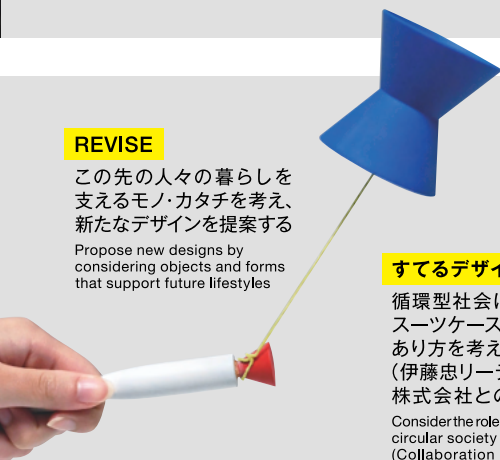 REVISE
この先の人々の暮らしを
支えるモノ・カタチを考え、
新たなデザインを提案する
Propose new designs by
considering objects and forms
that support future lifestyles
すてるデザイ
循環型社会に
スーツケース
あり方を考え
（伊藤忠リー
株式会社との
Consider the role
circular society
(Collaboration